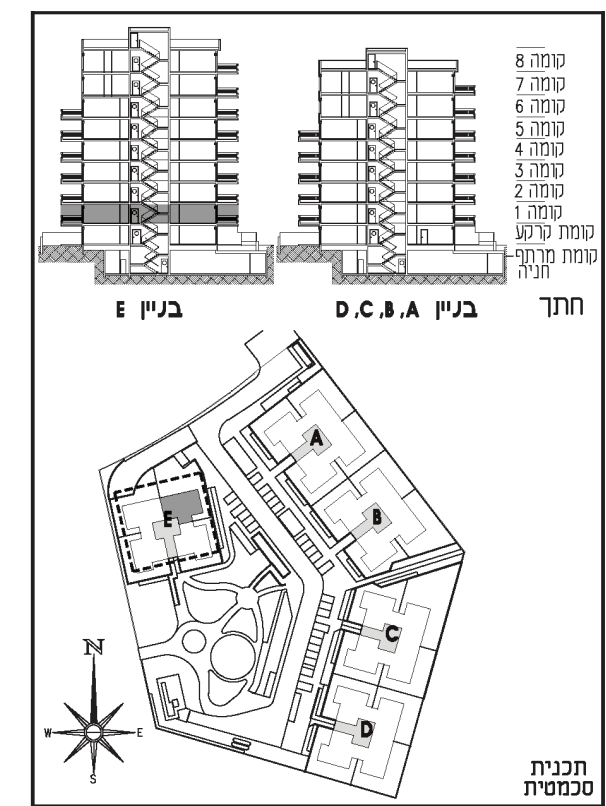 קומה 8
קומה 7
קומה 6
קומה 5
קומה 4
קומה 3
קומה 2
קומה 1
קומת קרקע
קומת מרתף
חניה
חתך
בניין D ,C ,B ,A
בניין E
A
B
E
C
D
N
W
E
S
תכנית
סכמטית